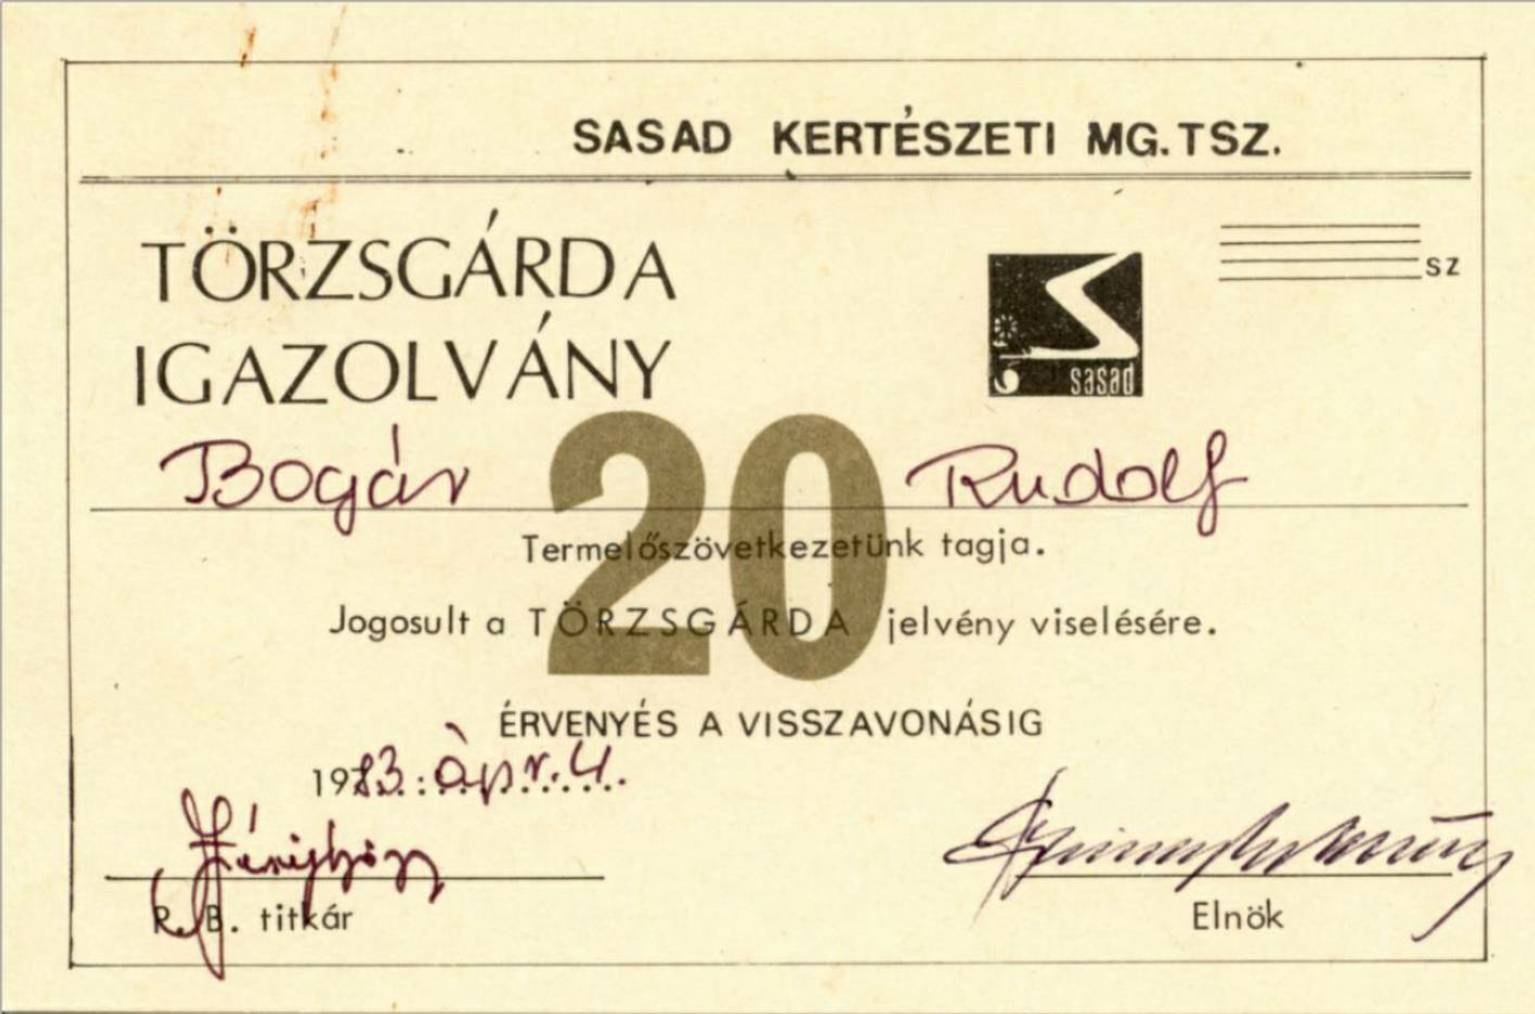 SASAD KERTÉSZETI MG. TSZ.
TÖRZSGÁRDA
IGAZOLVÁNY
sasad
SZ
20
Bogár Rudolf
Termelőszövetkezetünk tagja.
Jogosult a TÖRZSGÁRDA jelvény viselésére.
ÉRVENYÉS A VISSZAVONÁSIG
1983. ápr. 4.
R. B. titkár
Elnök